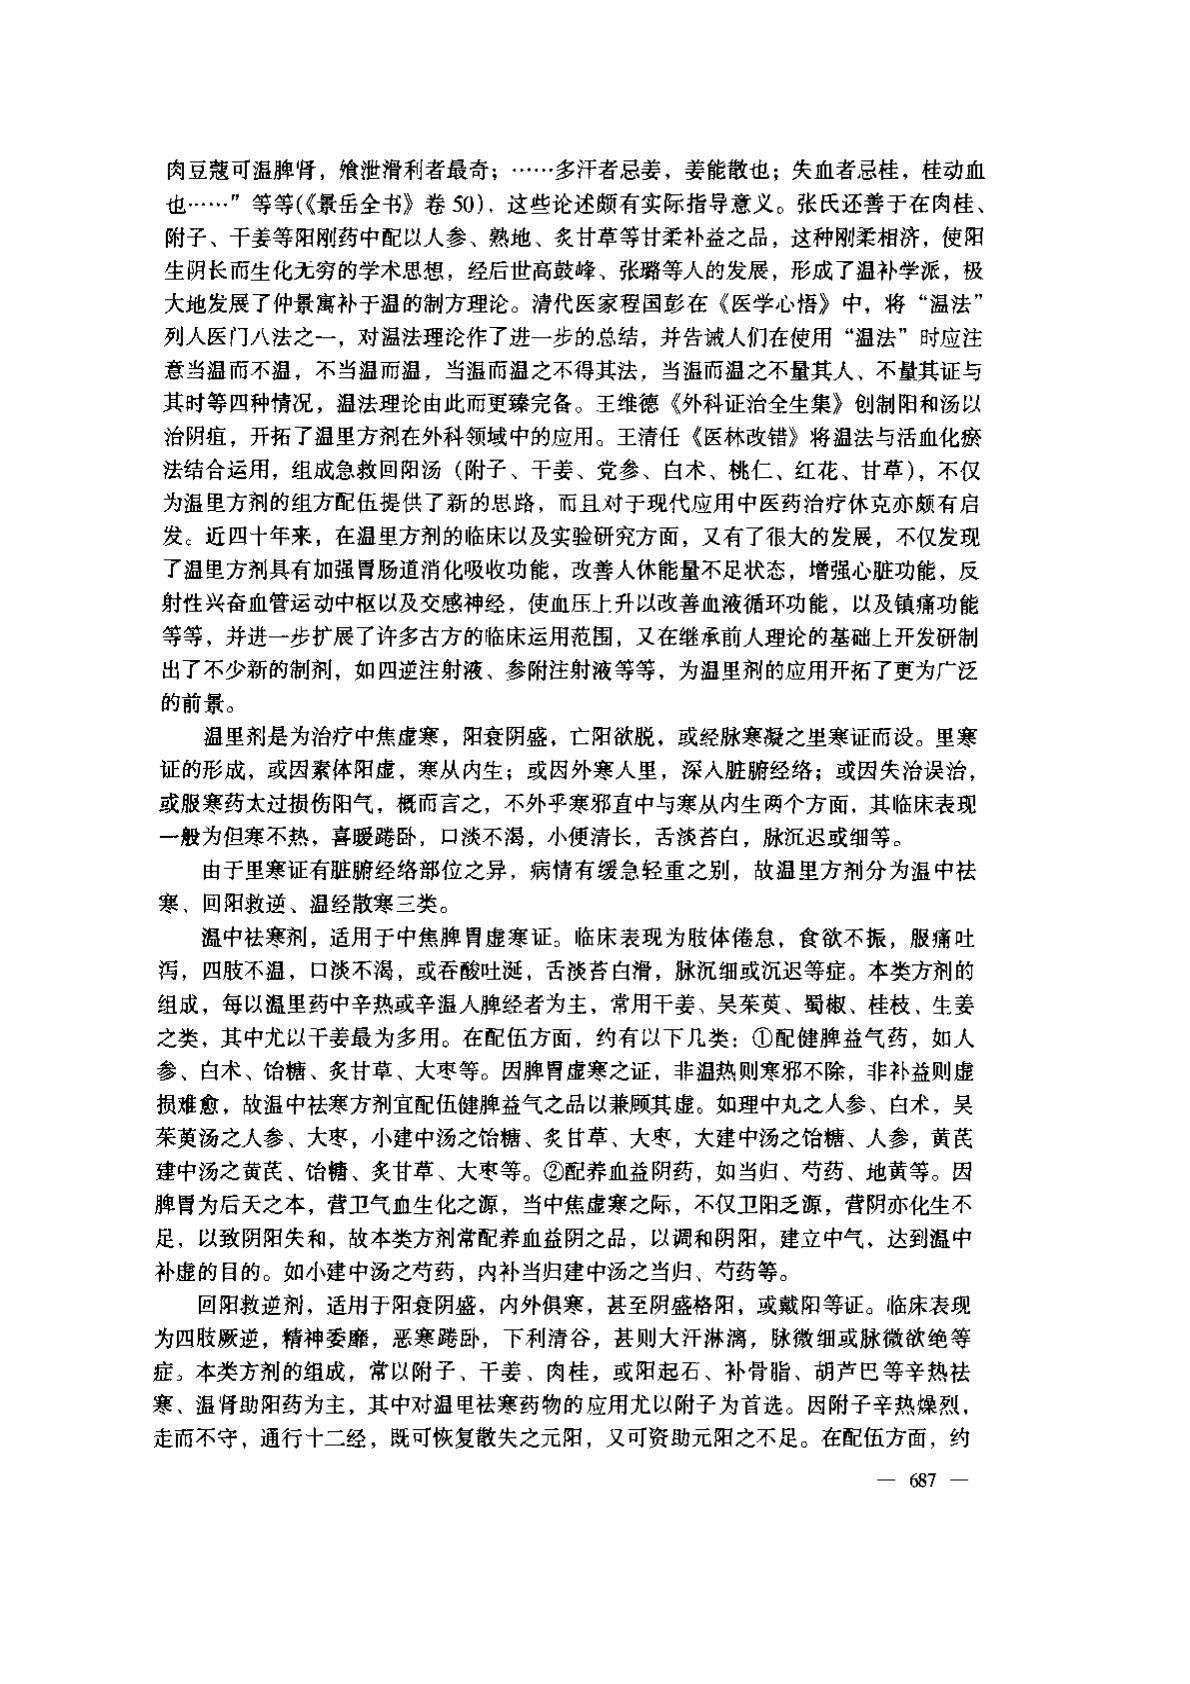 肉豆蔻可温脾肾，飧泄滑利者最奇；……多汗者忌姜，姜能散也；失血者忌桂，桂动血
也……”等等(《景岳全书》卷 50)，这些论述颇有实际指导意义。张氏还善于在肉桂、
附子、干姜等阳刚药中配以人参、熟地、炙甘草等甘柔补益之品，这种刚柔相济，使阳
生阴长而生化无穷的学术思想，经后世高鼓峰、张璐等人的发展，形成了温补学派，极
大地发展了仲景寓补于温的制方理论。清代医家程国彭在《医学心悟》中，将“温法”
列入医门八法之一，对温法理论作了进一步的总结，并告诫人们在使用“温法”时应注
意当温而不温，不当温而温，当温而温之不得其法，当温而温之不量其人、不量其证与
其时等四种情况，温法理论由此而更臻完备。王维德《外科证治全生集》创制阳和汤以
治阴疽，开拓了温里方剂在外科领域中的应用。王清任《医林改错》将温法与活血化瘀
法结合运用，组成急救回阳汤（附子、干姜、党参、白术、桃仁、红花、甘草），不仅
为温里方剂的组方配伍提供了新的思路，而且对于现代应用中医药治疗休克亦颇有启
发。近四十年来，在温里方剂的临床以及实验研究方面，又有了很大的发展，不仅发现
了温里方剂具有加强胃肠道消化吸收功能，改善人体能量不足状态，增强心脏功能，反
射性兴奋血管运动中枢以及交感神经，使血压上升以改善血液循环功能，以及镇痛功能
等等，并进一步扩展了许多古方的临床运用范围，又在继承前人理论的基础上开发研制
出了不少新的制剂，如四逆注射液、参附注射液等等，为温里剂的应用开拓了更为广泛
的前景。
温里剂是为治疗中焦虚寒，阳衰阴盛，亡阳欲脱，或经脉寒凝之里寒证而设。里寒
证的形成，或因素体阳虚，寒从内生；或因外寒入里，深入脏腑经络；或因失治误治，
或服寒药太过损伤阳气，概而言之，不外乎寒邪直中与寒从内生两个方面，其临床表现
一般为但寒不热，喜暖踡卧，口淡不渴，小便清长，舌淡苔白，脉沉迟或细等。
由于里寒证有脏腑经络部位之异，病情有缓急轻重之别，故温里方剂分为温中祛
寒、回阳救逆、温经散寒三类。
温中祛寒剂，适用于中焦脾胃虚寒证。临床表现为肢体倦怠，食欲不振，腹痛吐
泻，四肢不温，口淡不渴，或吞酸吐涎，舌淡苔白滑，脉沉细或沉迟等症。本类方剂的
组成，每以温里药中辛热或辛温入脾经者为主，常用干姜、吴茱萸、蜀椒、桂枝、生姜
之类，其中尤以干姜最为多用。在配伍方面，约有以下几类：①配健脾益气药，如人
参、白术、饴糖、炙甘草、大枣等。因脾胃虚寒之证，非温热则寒邪不除，非补益则虚
损难愈，故温中祛寒方剂宜配伍健脾益气之品以兼顾其虚。如理中丸之人参、白术，吴
茱萸汤之人参、大枣，小建中汤之饴糖、炙甘草、大枣，大建中汤之饴糖、人参，黄芪
建中汤之黄芪、饴糖、炙甘草、大枣等。②配养血益阴药，如当归、芍药、地黄等。因
脾胃为后天之本，营卫气血生化之源，当中焦虚寒之际，不仅卫阳乏源，营阴亦化生不
足，以致阴阳失和，故本类方剂常配养血益阴之品，以调和阴阳，建立中气，达到温中
补虚的目的。如小建中汤之芍药，内补当归建中汤之当归、芍药等。
回阳救逆剂，适用于阳衰阴盛，内外俱寒，甚至阴盛格阳，或戴阳等证。临床表现
为四肢厥逆，精神委靡，恶寒踡卧，下利清谷，甚则大汗淋漓，脉微细或脉微欲绝等
症。本类方剂的组成，常以附子、干姜、肉桂，或阳起石、补骨脂、胡芦巴等辛热祛
寒、温肾助阳药为主，其中对温里祛寒药物的应用尤以附子为首选。因附子辛热燥烈，
走而不守，通行十二经，既可恢复散失之元阳，又可资助元阳之不足。在配伍方面，约
— 687 —